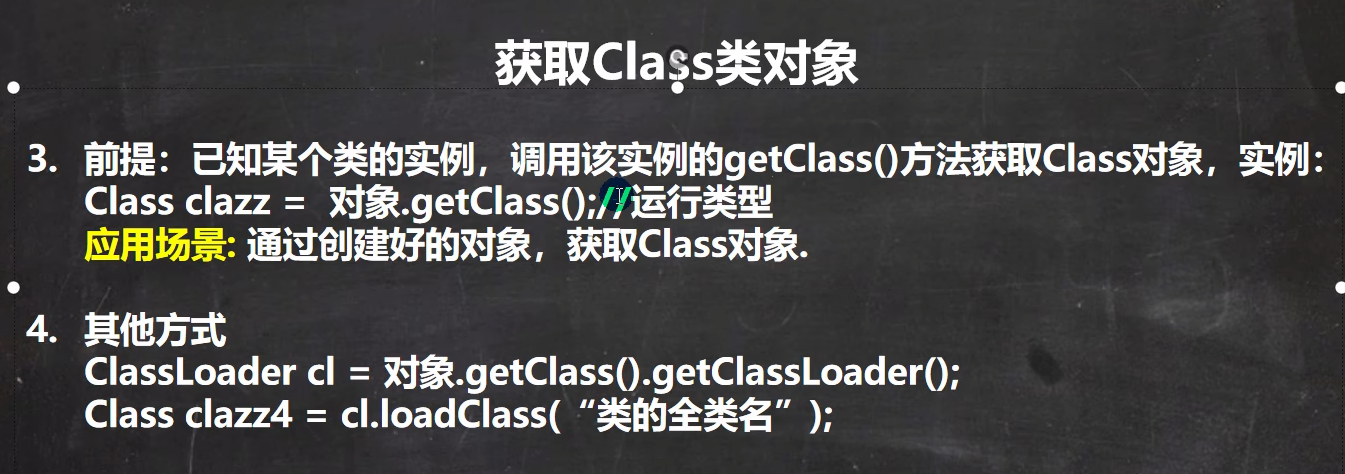 获取Class类对象
3. 前提：已知某个类的实例，调用该实例的getClass()方法获取Class对象，实例：
Class clazz = 对象.getClass();//运行类型
应用场景: 通过创建好的对象，获取Class对象.
4. 其他方式
ClassLoader cl = 对象.getClass().getClassLoader();
Class clazz4 = cl.loadClass(“类的全类名”);